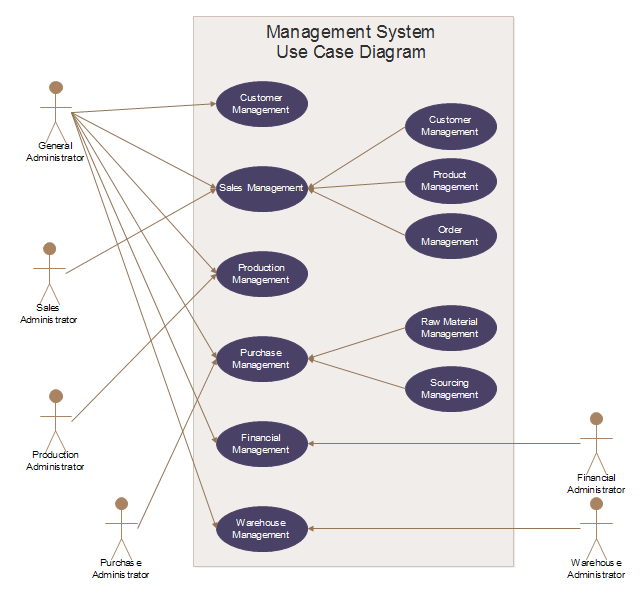 Management System
Use Case Diagram
Customer
Management
General
Administrator
Customer
Management
Sales Management
Product
Management
Order
Management
Sales
Administrator
Production
Management
Raw Material
Management
Purchase
Management
Sourcing
Management
Production
Administrator
Financial
Management
Financial
Administrator
Warehouse
Management
Purchase
Administrator
Warehouse
Administrator